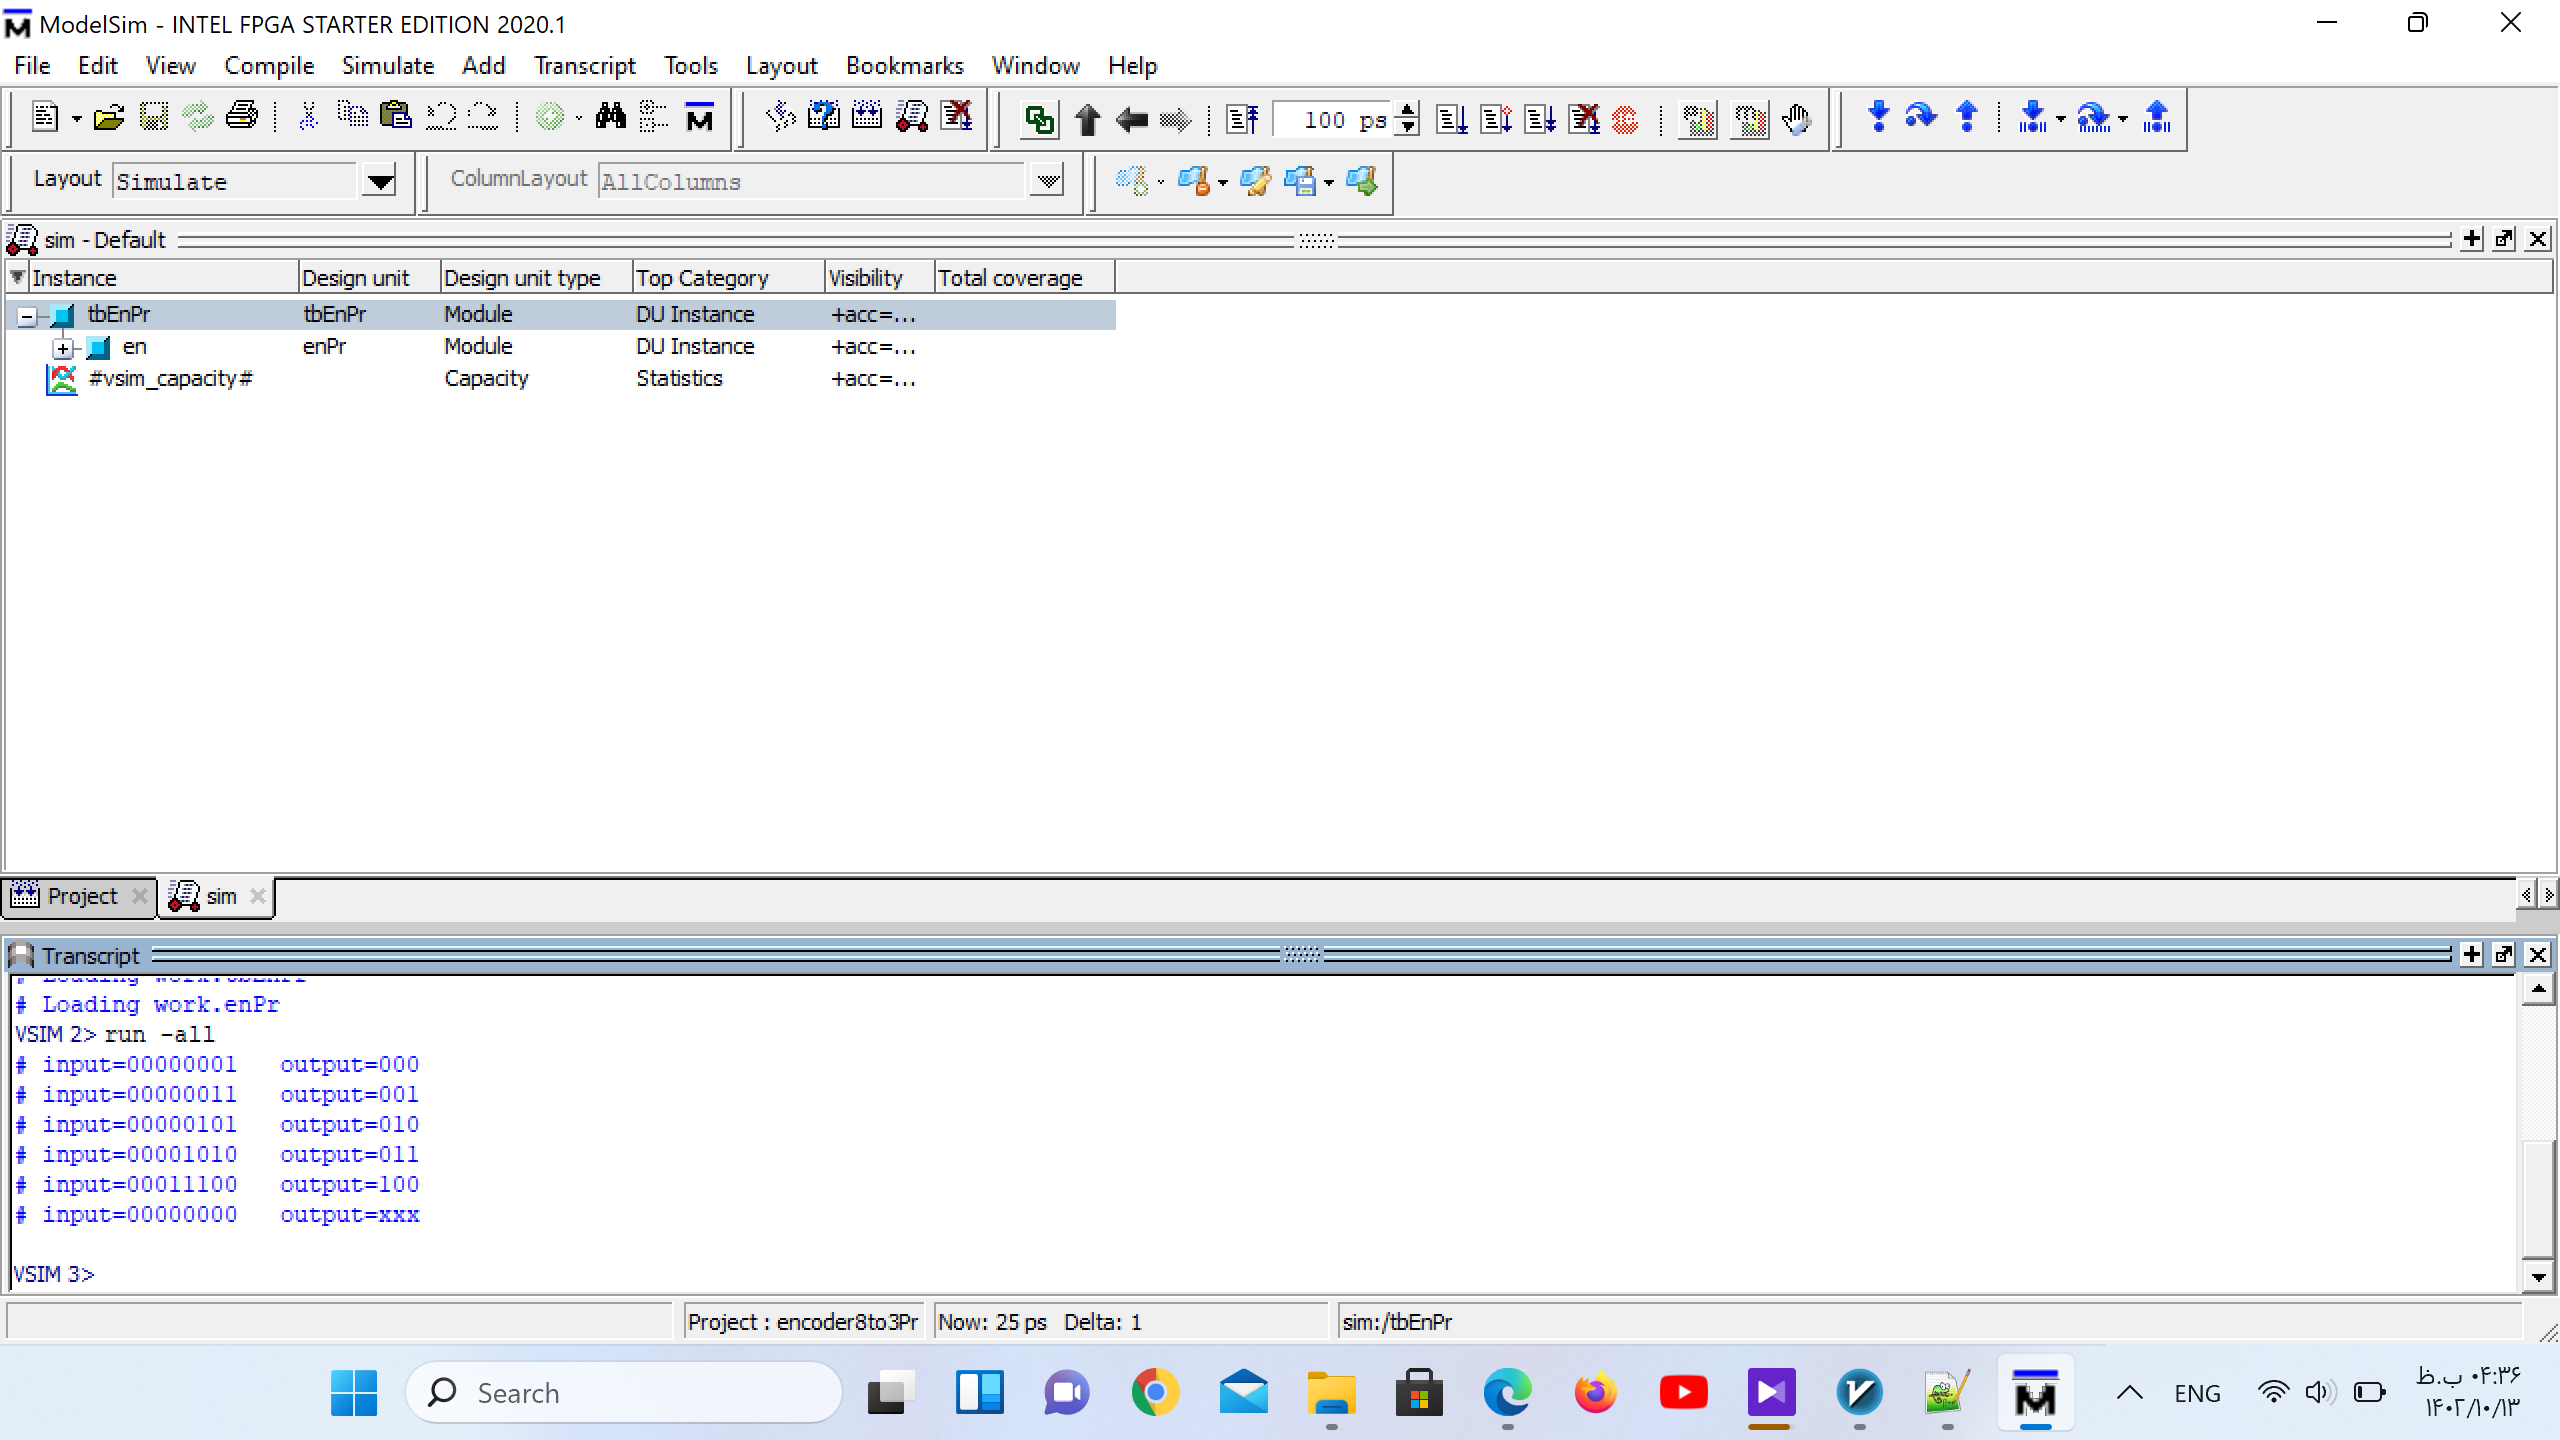 ModelSim - INTEL FPGA STARTER EDITION 2020.1
File Edit View Compile Simulate Add Transcript Tools Layout Bookmarks Window Help
100 ps
Layout Simulate ColumnLayout AllColumns
sim - Default
Instance Design unit Design unit type Top Category Visibility Total coverage
tbEnPr tbEnPr Module DU Instance +acc=...
en enPr Module DU Instance +acc=...
#vsim_capacity# Capacity Statistics +acc=...
Project sim
Transcript
# Loading work.enPr
VSIM 2> run -all
# input=00000001 output=000
# input=00000011 output=001
# input=00000101 output=010
# input=00001010 output=011
# input=00011100 output=100
# input=00000000 output=xxx
VSIM 3>
Project : encoder8to3Pr Now: 25 ps Delta: 1 sim:/tbEnPr
Search ENG ۰۴:۳۶ ب.ظ
۱۴۰۲/۱۰/۱۳